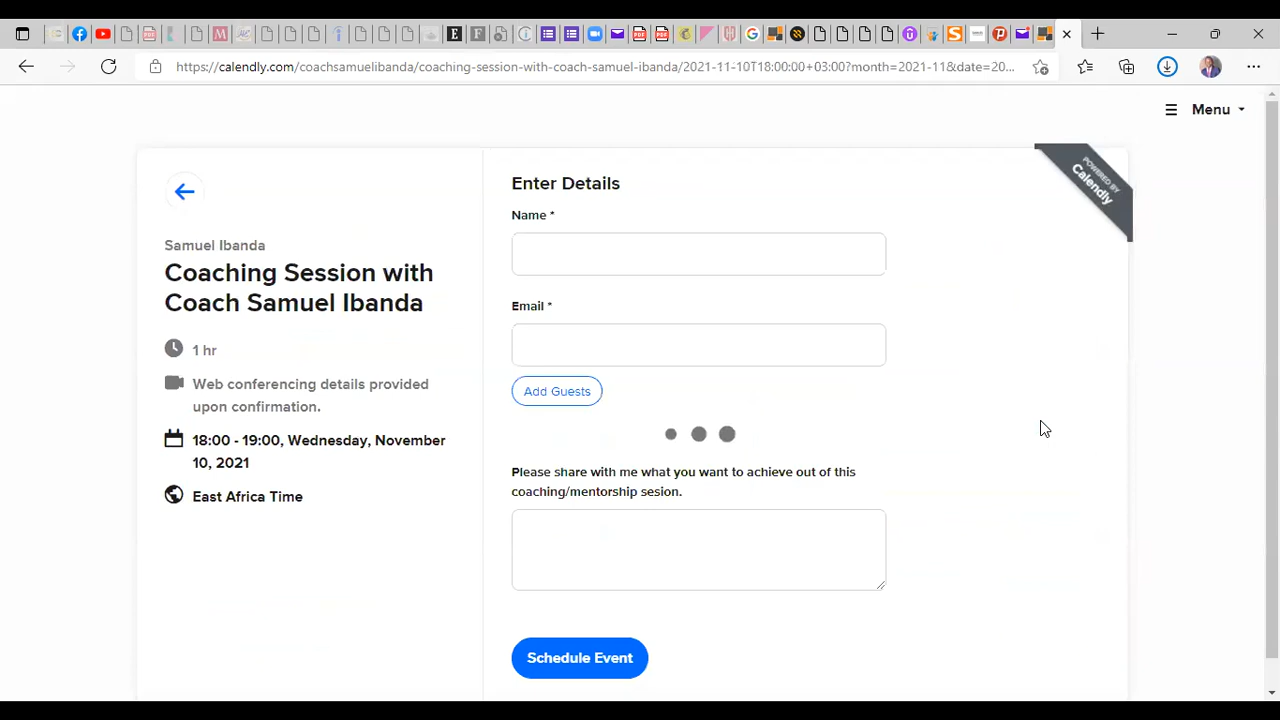 https://calendly.com/coachsamuelibanda/coaching-session-with-coach-samuel-ibanda/2021-11-10T18:00:00+03:00?month=2021-11&date=20...
Menu
POWERED BY
Calendly
Samuel Ibanda
Coaching Session with
Coach Samuel Ibanda
1 hr
Web conferencing details provided
upon confirmation.
18:00 - 19:00, Wednesday, November
10, 2021
East Africa Time
Enter Details
Name *
Email *
Add Guests
Please share with me what you want to achieve out of this
coaching/mentorship sesion.
Schedule Event